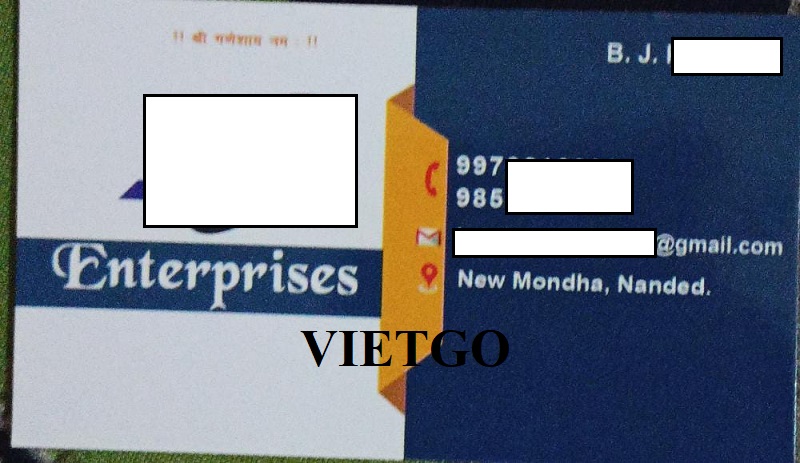 !! श्री गणेशाय नम : !!
B. J.
997
985
@gmail.com
Enterprises
New Mondha, Nanded.
VIETGO